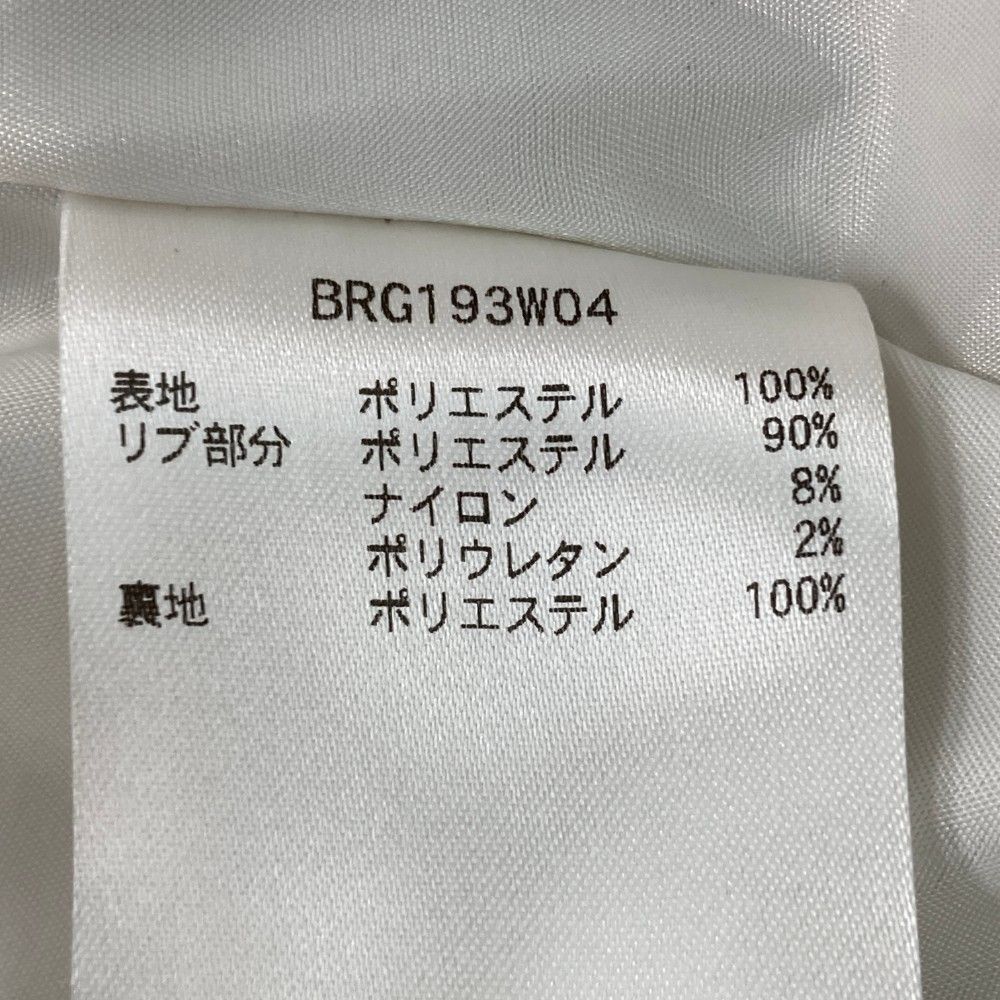 BRG193W04
表地 ポリエステル 100%
リブ部分 ポリエステル 90%
ナイロン 8%
ポリウレタン 2%
裏地 ポリエステル 100%